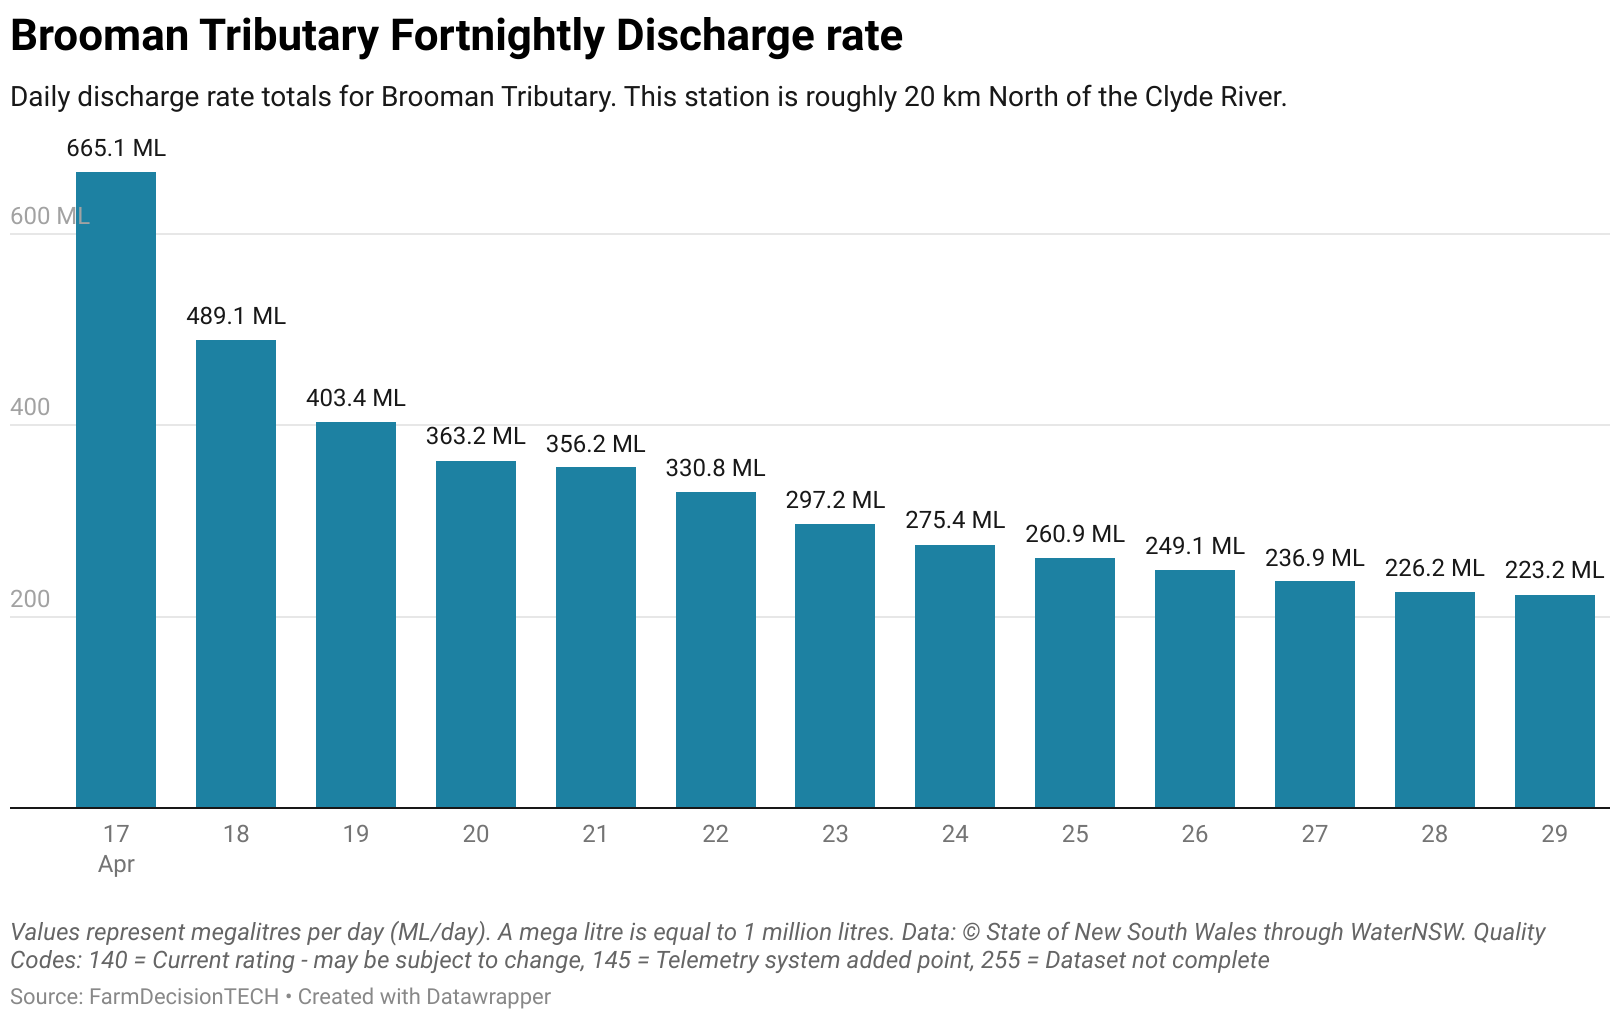 Brooman Tributary Fortnightly Discharge rate
Daily discharge rate totals for Brooman Tributary. This station is roughly 20 km North of the Clyde River.
665.1 ML
600 ML
489.1 ML
403.4 ML
400
363.2 ML
356.2 ML
330.8 ML
297.2 ML
275.4 ML
260.9 ML
249.1 ML
236.9 ML
226.2 ML
223.2 ML
200
17 18 19 20 21 22 23 24 25 26 27 28 29
Apr
Values represent megalitres per day (ML/day). A mega litre is equal to 1 million litres. Data: © State of New South Wales through WaterNSW. Quality
Codes: 140 = Current rating - may be subject to change, 145 = Telemetry system added point, 255 = Dataset not complete
Source: FarmDecisionTECH • Created with Datawrapper